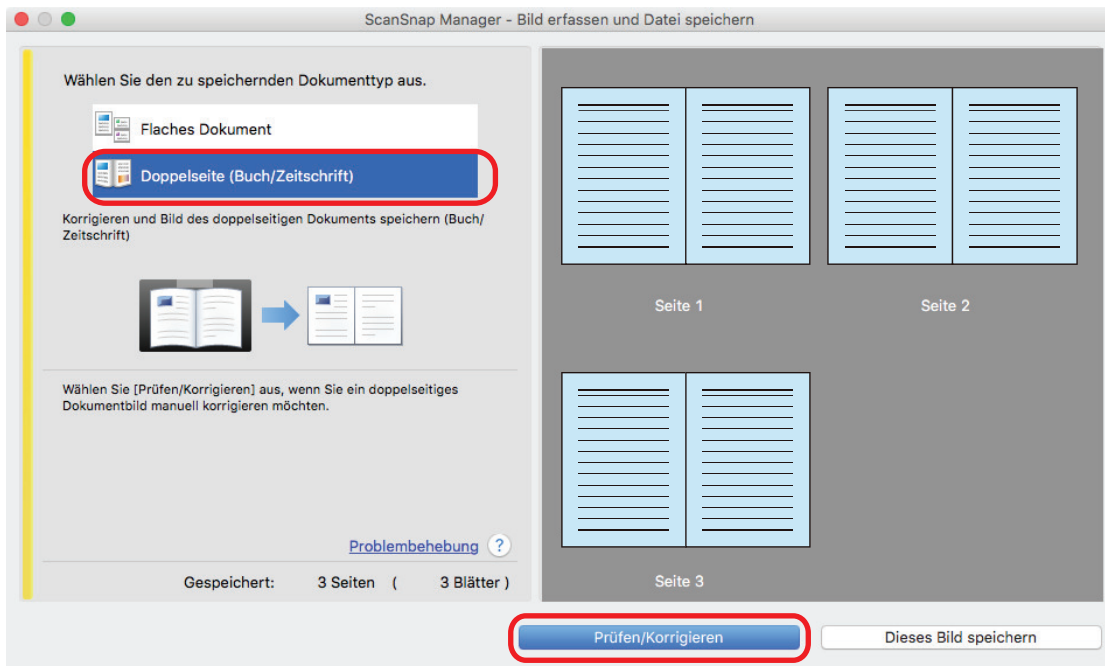 ScanSnap Manager - Bild erfassen und Datei speichern
Wählen Sie den zu speichernden Dokumenttyp aus.
Flaches Dokument
Doppelseite (Buch/Zeitschrift)
Korrigieren und Bild des doppelseitigen Dokuments speichern (Buch/
Zeitschrift)
Wählen Sie [Prüfen/Korrigieren] aus, wenn Sie ein doppelseitiges
Dokumentbild manuell korrigieren möchten.
Problembehebung ?
Gespeichert: 3 Seiten ( 3 Blätter )
Seite 1
Seite 2
Seite 3
Prüfen/Korrigieren
Dieses Bild speichern